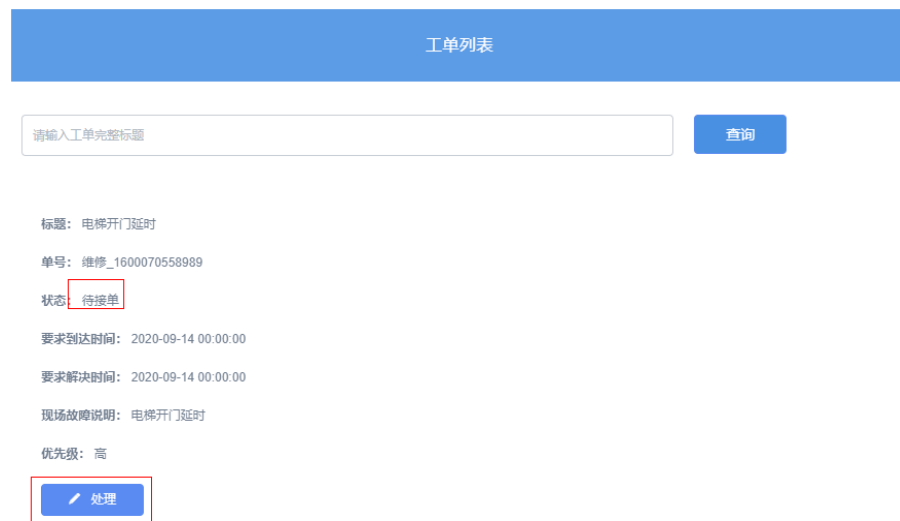 工单列表
请输入工单完整标题
查询
标题： 电梯开门延时
单号： 维修_1600070558989
状态： 待接单
要求到达时间： 2020-09-14 00:00:00
要求解决时间： 2020-09-14 00:00:00
现场故障说明： 电梯开门延时
优先级： 高
处理